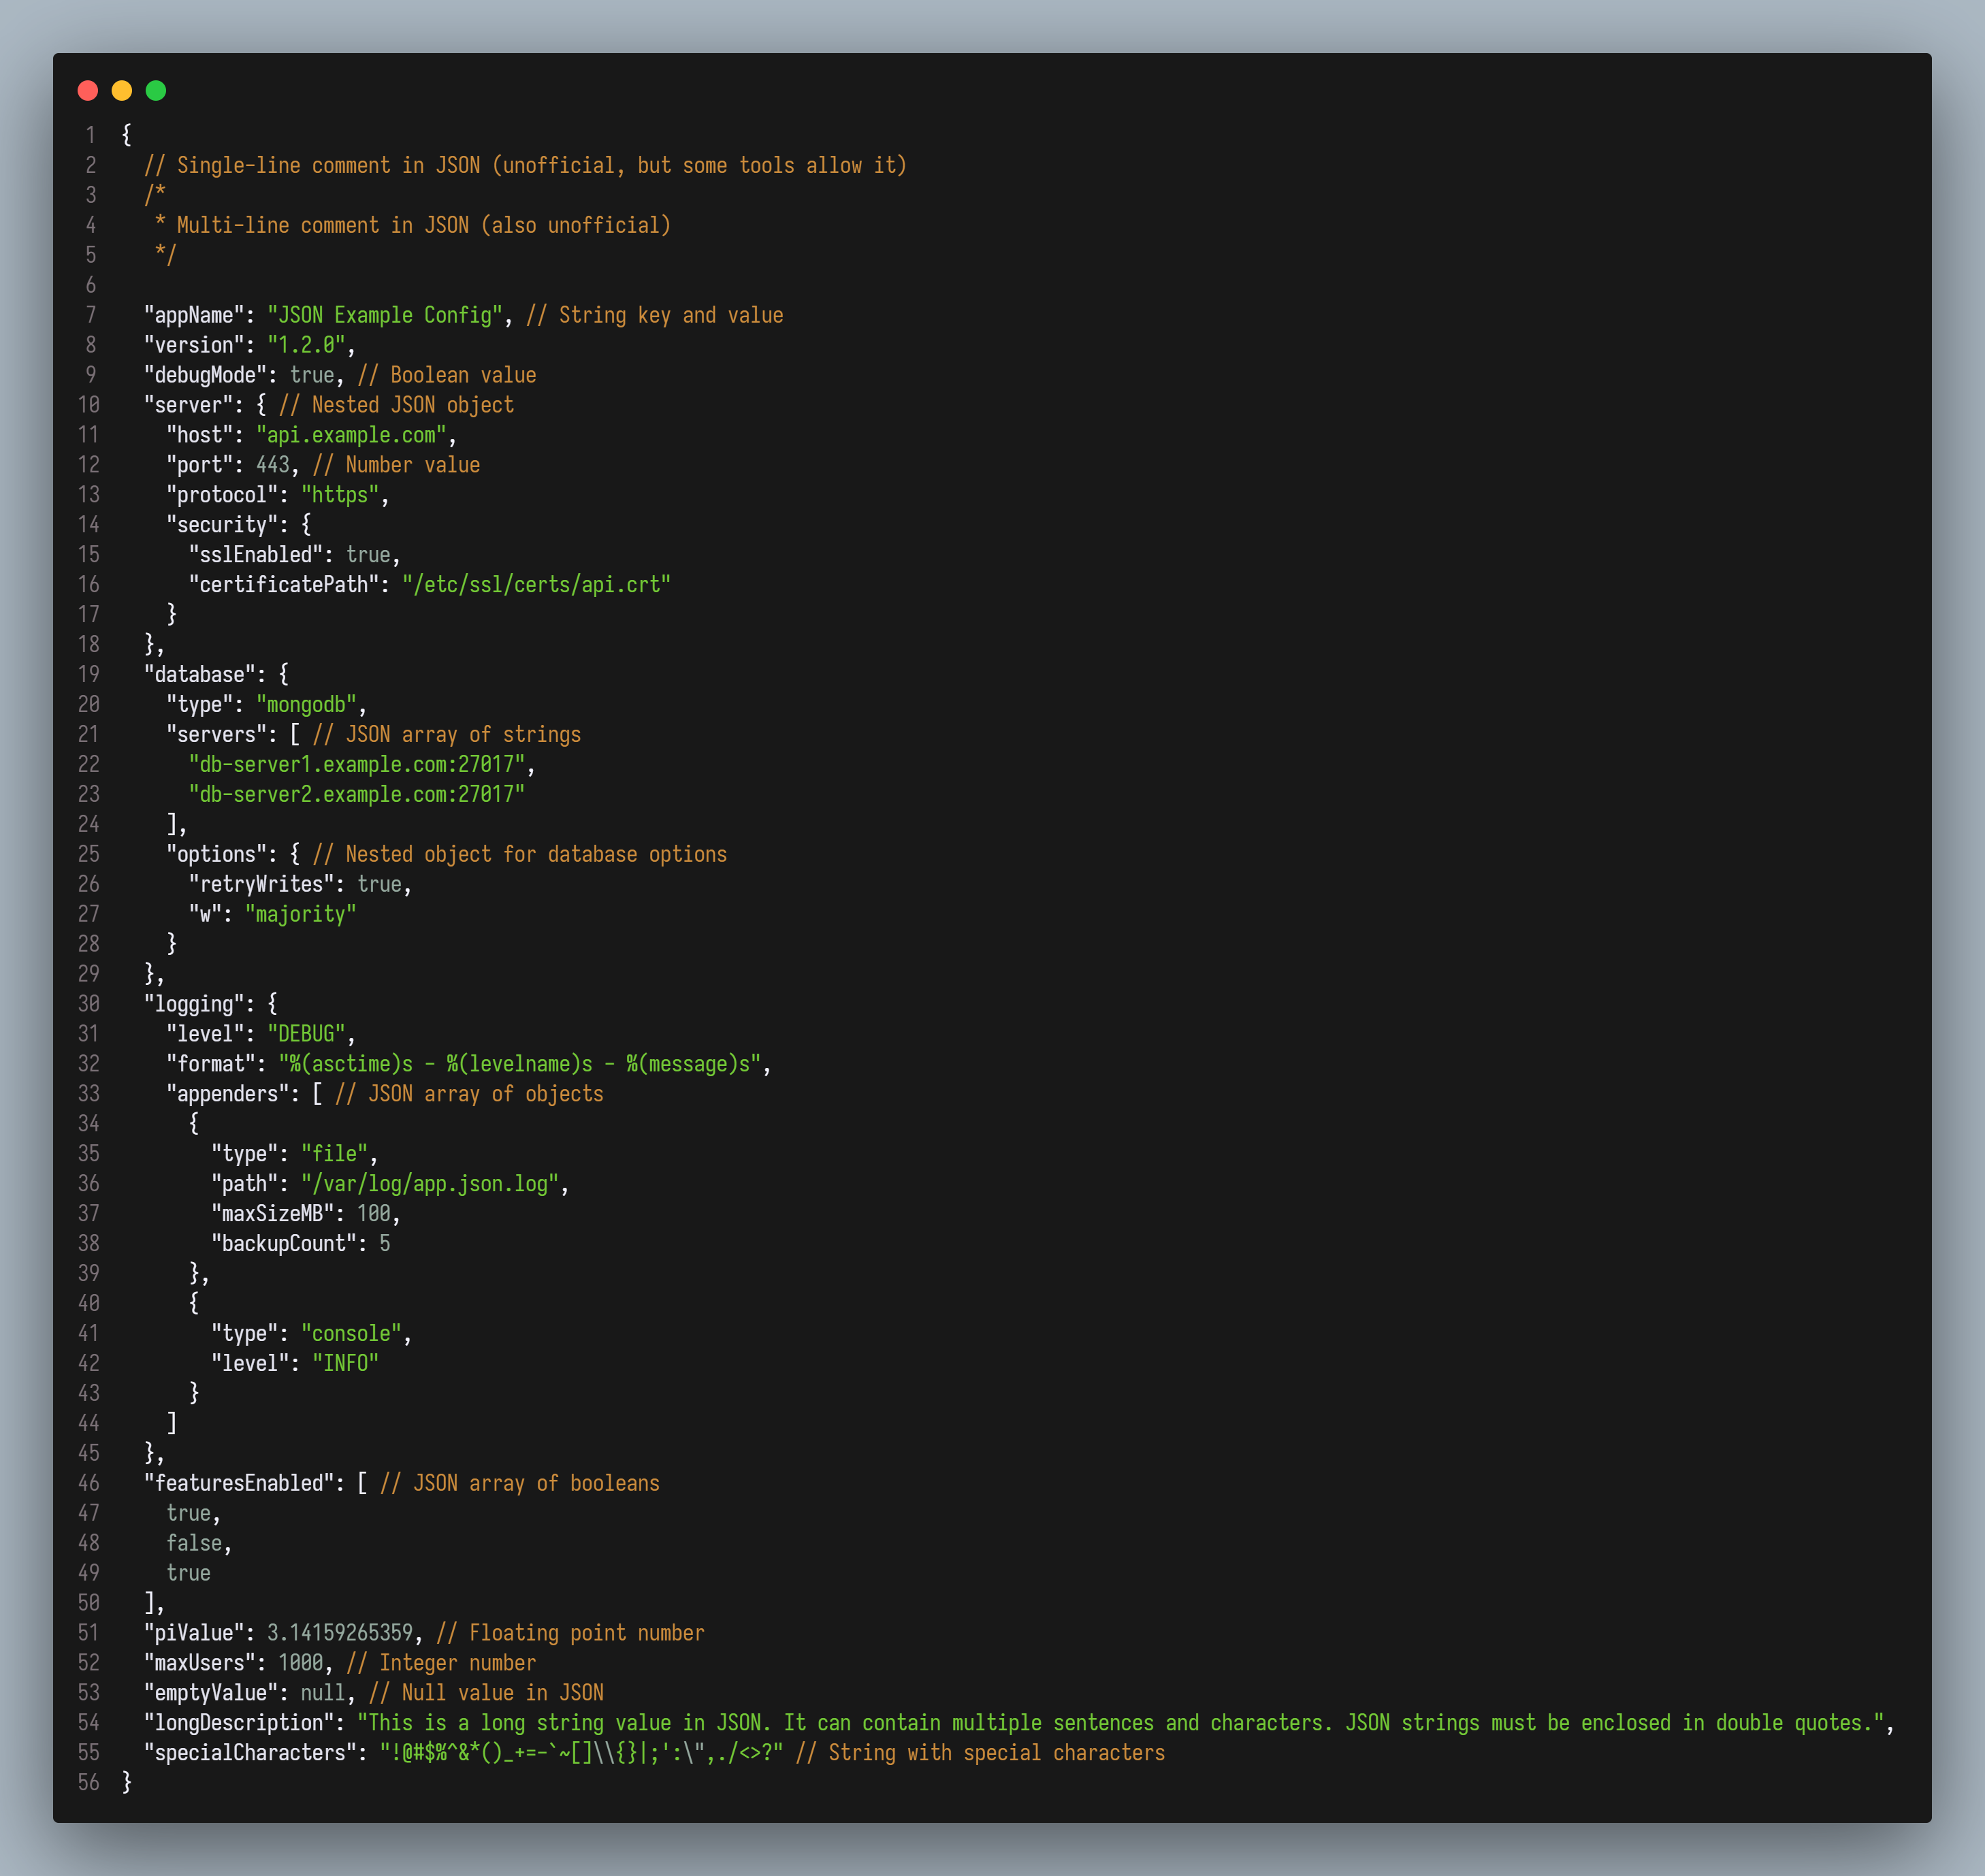 1 {
2   // Single-line comment in JSON (unofficial, but some tools allow it)
3   /*
4    * Multi-line comment in JSON (also unofficial)
5    */
6
7   "appName": "JSON Example Config", // String key and value
8   "version": "1.2.0",
9   "debugMode": true, // Boolean value
10   "server": { // Nested JSON object
11     "host": "api.example.com",
12     "port": 443, // Number value
13     "protocol": "https",
14     "security": {
15       "sslEnabled": true,
16       "certificatePath": "/etc/ssl/certs/api.crt"
17     }
18   },
19   "database": {
20     "type": "mongodb",
21     "servers": [ // JSON array of strings
22       "db-server1.example.com:27017",
23       "db-server2.example.com:27017"
24     ],
25     "options": { // Nested object for database options
26       "retryWrites": true,
27       "w": "majority"
28     }
29   },
30   "logging": {
31     "level": "DEBUG",
32     "format": "%(asctime)s - %(levelname)s - %(message)s",
33     "appenders": [ // JSON array of objects
34       {
35         "type": "file",
36         "path": "/var/log/app.json.log",
37         "maxSizeMB": 100,
38         "backupCount": 5
39       },
40       {
41         "type": "console",
42         "level": "INFO"
43       }
44     ]
45   },
46   "featuresEnabled": [ // JSON array of booleans
47     true,
48     false,
49     true
50   ],
51   "piValue": 3.14159265359, // Floating point number
52   "maxUsers": 1000, // Integer number
53   "emptyValue": null, // Null value in JSON
54   "longDescription": "This is a long string value in JSON. It can contain multiple sentences and characters. JSON strings must be enclosed in double quotes.",
55   "specialCharacters": "!@#$%^&*()_+=-`~[]\\{}|;':\",./<>?" // String with special characters
56 }